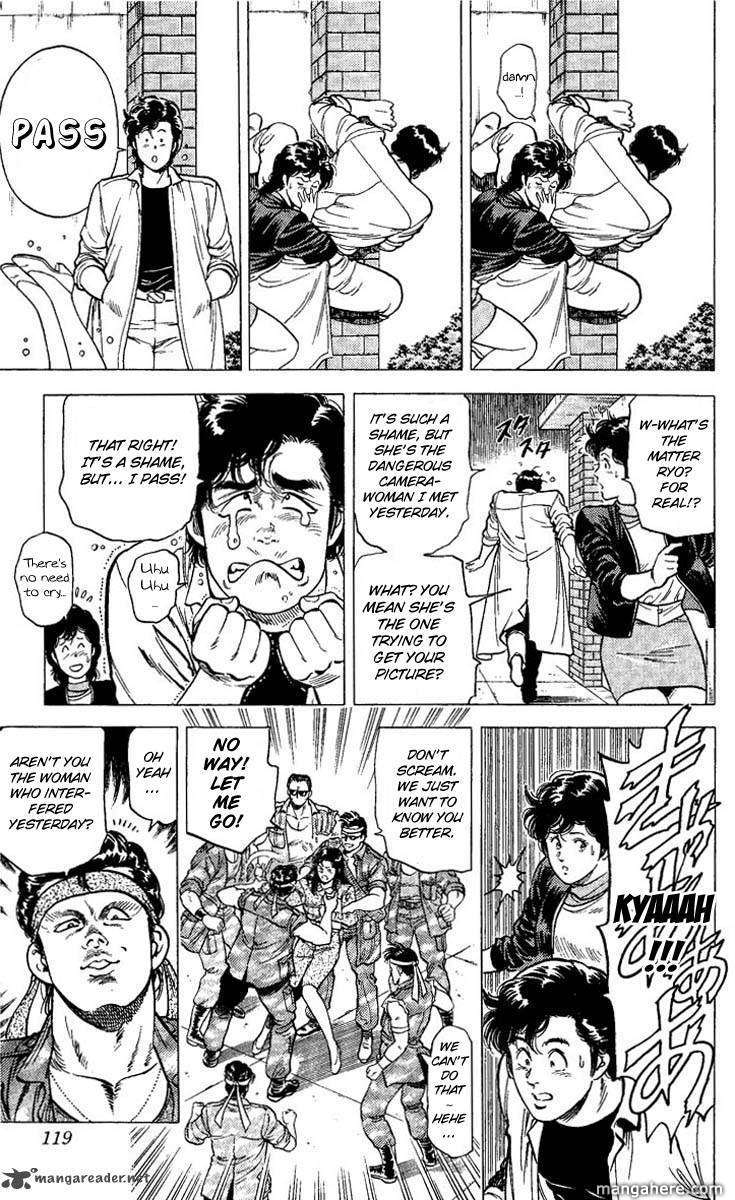 damn
...
PASS
W-WHAT'S
THE
MATTER
RYO?
FOR
REAL!?
スタ
スタ
IT'S SUCH A
SHAME, BUT
SHE'S THE
DANGEROUS
CAMERA-
WOMAN I MET
YESTERDAY.
WHAT? YOU
MEAN SHE'S
THE ONE
TRYING TO
GET YOUR
PICTURE?
THAT RIGHT!
IT'S A SHAME,
BUT... I PASS!
Uhu
Uhu
...
There's
no need
to cry...
KYAAAH
!!!
DON'T
SCREAM.
WE JUST
WANT TO
KNOW YOU
BETTER.
NO
WAY!
LET
ME
GO!
WE
CAN'T
DO
THAT
~
HEHE
...
OH
YEAH
...
AREN'T YOU
THE WOMAN
WHO INTER-
FERED
YESTERDAY?
119
mangareader.net
mangahere.com